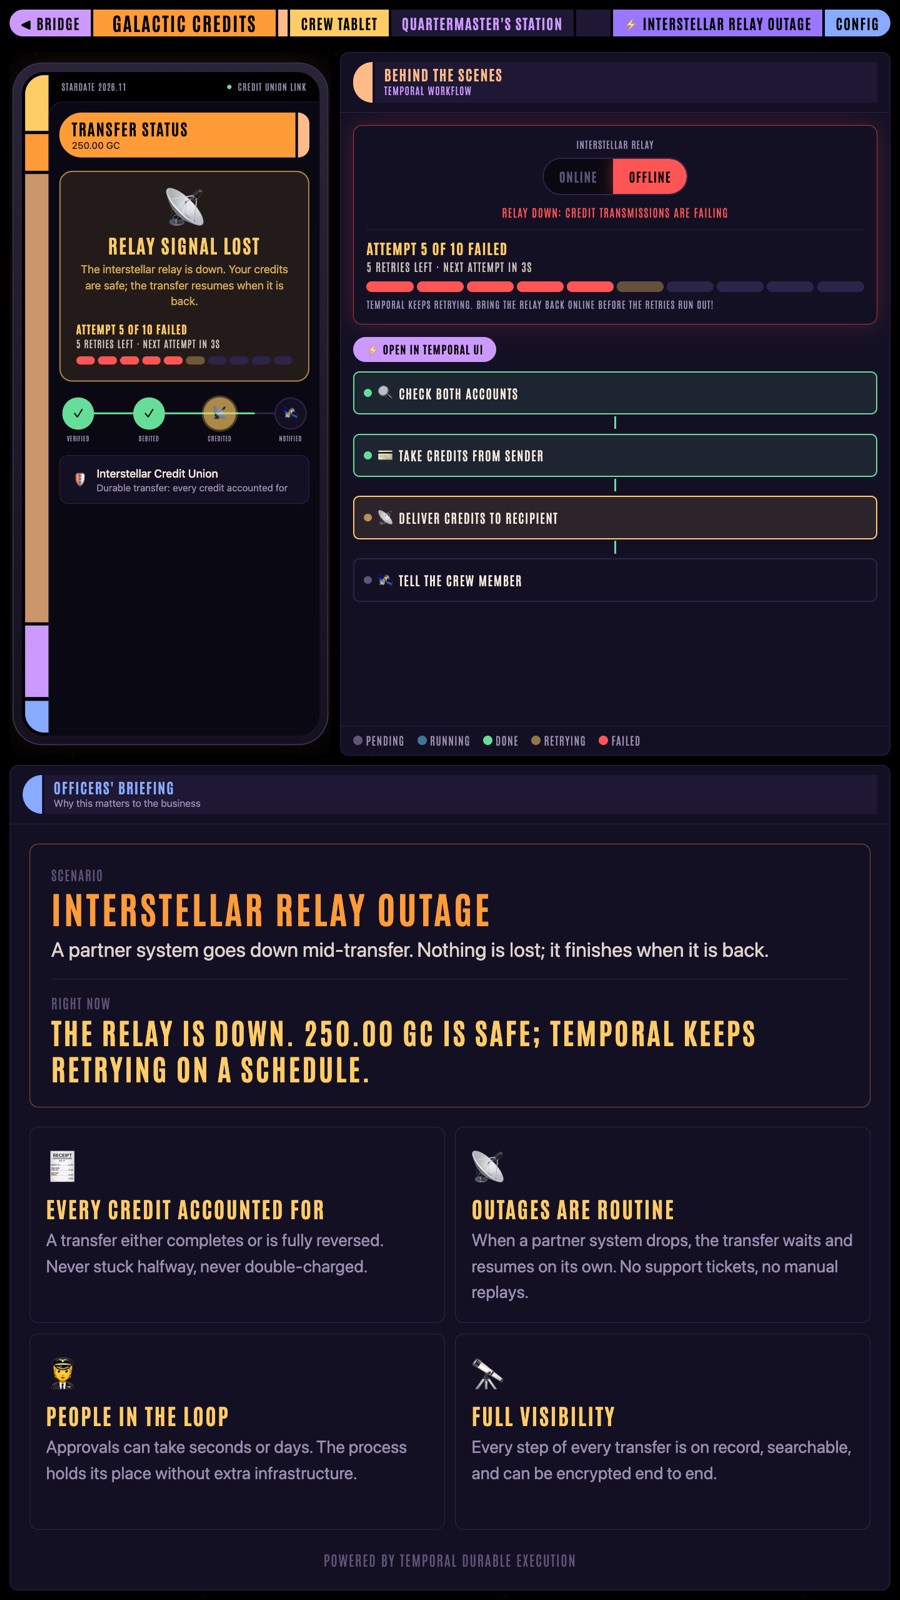 ◀ BRIDGE
GALACTIC CREDITS
CREW TABLET
QUARTERMASTER'S STATION
⚡ INTERSTELLAR RELAY OUTAGE
CONFIG
STARDATE 2026.11
CREDIT UNION LINK
TRANSFER STATUS
250.00 GC
RELAY SIGNAL LOST
The interstellar relay is down. Your credits
are safe; the transfer resumes when it is
back.
ATTEMPT 5 OF 10 FAILED
5 RETRIES LEFT · NEXT ATTEMPT IN 3S
VERIFIED
DEBITED
CREDITED
NOTIFIED
Interstellar Credit Union
Durable transfer: every credit accounted for
BEHIND THE SCENES
TEMPORAL WORKFLOW
INTERSTELLAR RELAY
ONLINE
OFFLINE
RELAY DOWN: CREDIT TRANSMISSIONS ARE FAILING
ATTEMPT 5 OF 10 FAILED
5 RETRIES LEFT · NEXT ATTEMPT IN 3S
TEMPORAL KEEPS RETRYING. BRING THE RELAY BACK ONLINE BEFORE THE RETRIES RUN OUT!
⚡ OPEN IN TEMPORAL UI
CHECK BOTH ACCOUNTS
TAKE CREDITS FROM SENDER
DELIVER CREDITS TO RECIPIENT
TELL THE CREW MEMBER
PENDING
RUNNING
DONE
RETRYING
FAILED
OFFICERS' BRIEFING
Why this matters to the business
SCENARIO
INTERSTELLAR RELAY OUTAGE
A partner system goes down mid-transfer. Nothing is lost; it finishes when it is back.
RIGHT NOW
THE RELAY IS DOWN. 250.00 GC IS SAFE; TEMPORAL KEEPS
RETRYING ON A SCHEDULE.
RECEIPT
EVERY CREDIT ACCOUNTED FOR
A transfer either completes or is fully reversed.
Never stuck halfway, never double-charged.
OUTAGES ARE ROUTINE
When a partner system drops, the transfer waits and
resumes on its own. No support tickets, no manual
replays.
PEOPLE IN THE LOOP
Approvals can take seconds or days. The process
holds its place without extra infrastructure.
FULL VISIBILITY
Every step of every transfer is on record, searchable,
and can be encrypted end to end.
POWERED BY TEMPORAL DURABLE EXECUTION